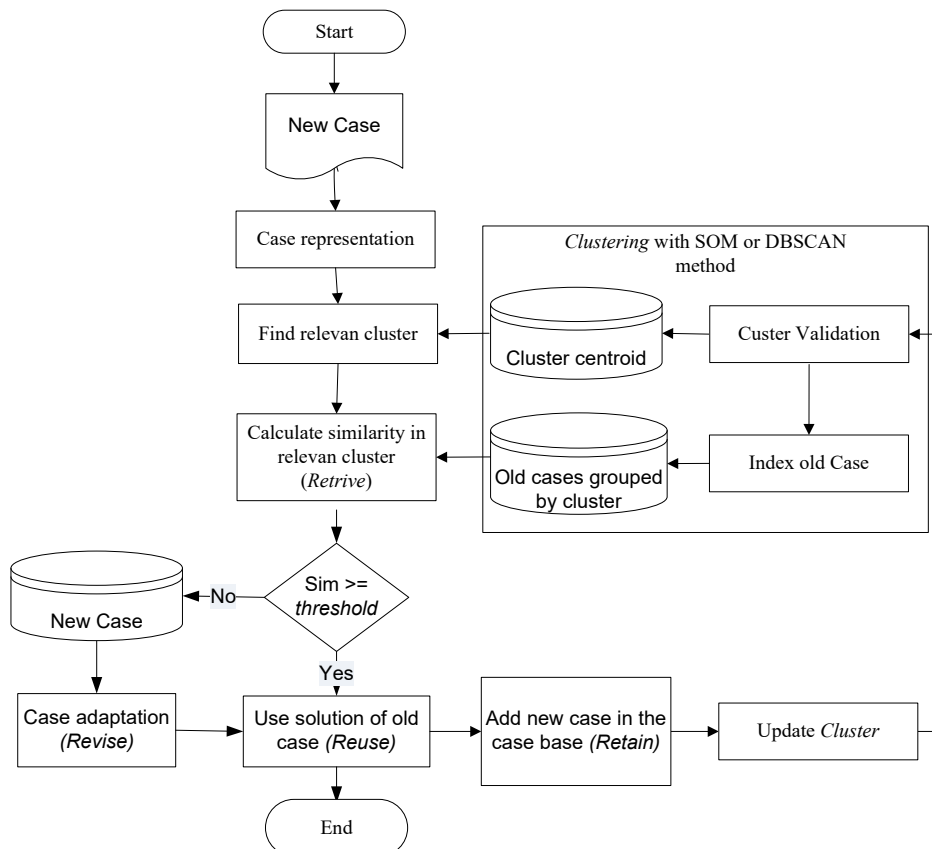 Start
New Case
Case representation
Clustering with SOM or DBSCAN
method
Find relevan cluster
Cluster centroid
Custer Validation
Calculate similarity in
relevan cluster
(Retrive)
Old cases grouped
by cluster
Index old Case
Sim >=
threshold
No
New Case
Yes
Case adaptation
(Revise)
Use solution of old
case (Reuse)
Add new case in the
case base (Retain)
Update Cluster
End